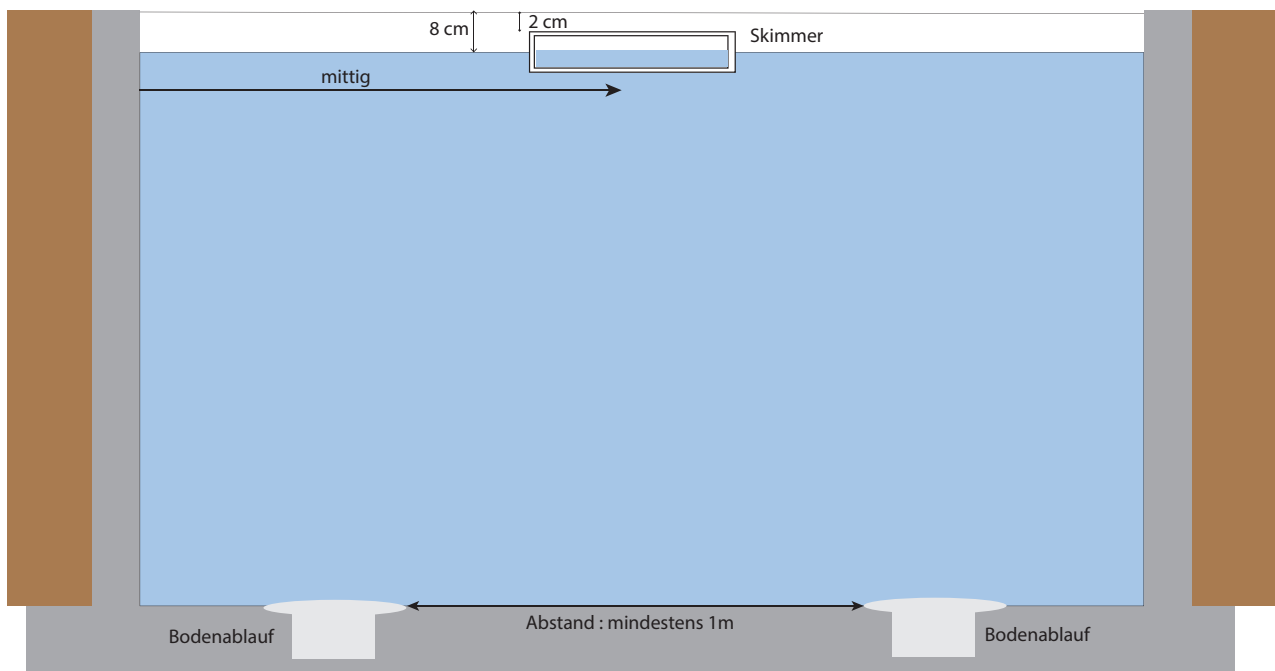 8 cm
2 cm
Skimmer
mittig
Abstand : mindestens 1m
Bodenablauf
Bodenablauf